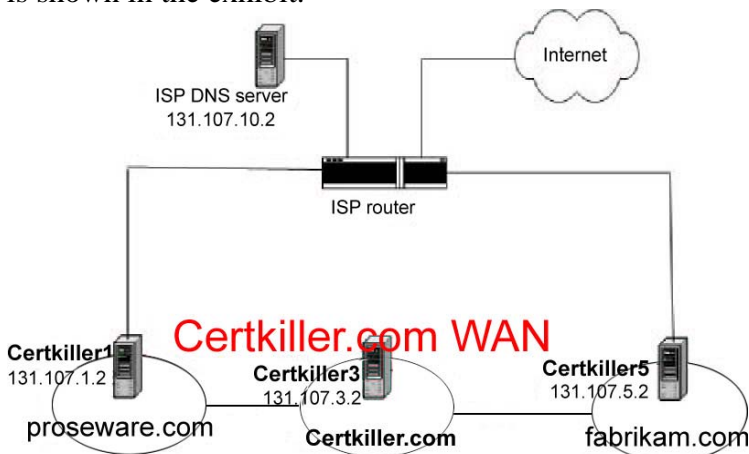 is shown in the exhibit.
Internet
ISP DNS server
131.107.10.2
ISP router
Certkiller.com WAN
Certkiller1
131.107.1.2
Certkiller3
131.107.3.2
Certkiller5
131.107.5.2
proseware.com
Certkiller.com
fabrikam.com